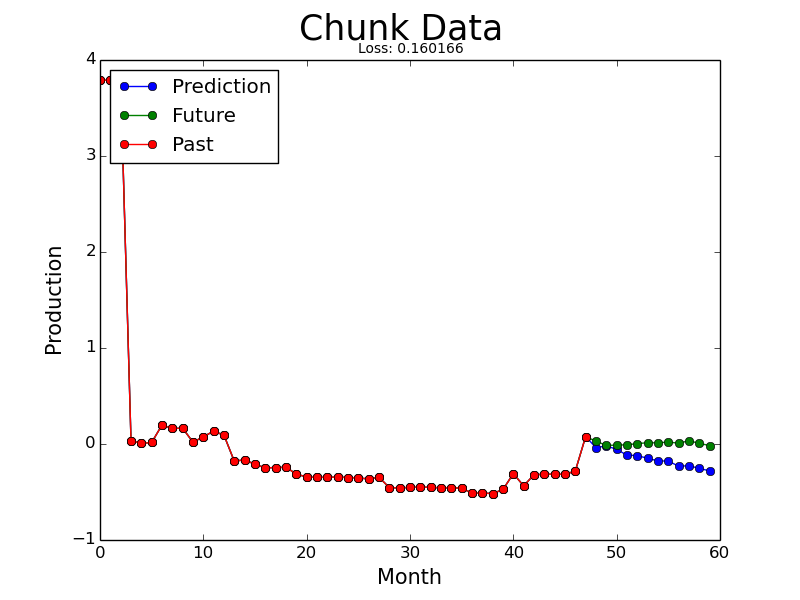 Chunk Data
Loss: 0.160166
Prediction
Future
Past
Production
4
3
2
1
0
−1
0 10 20 30 40 50 60
Month